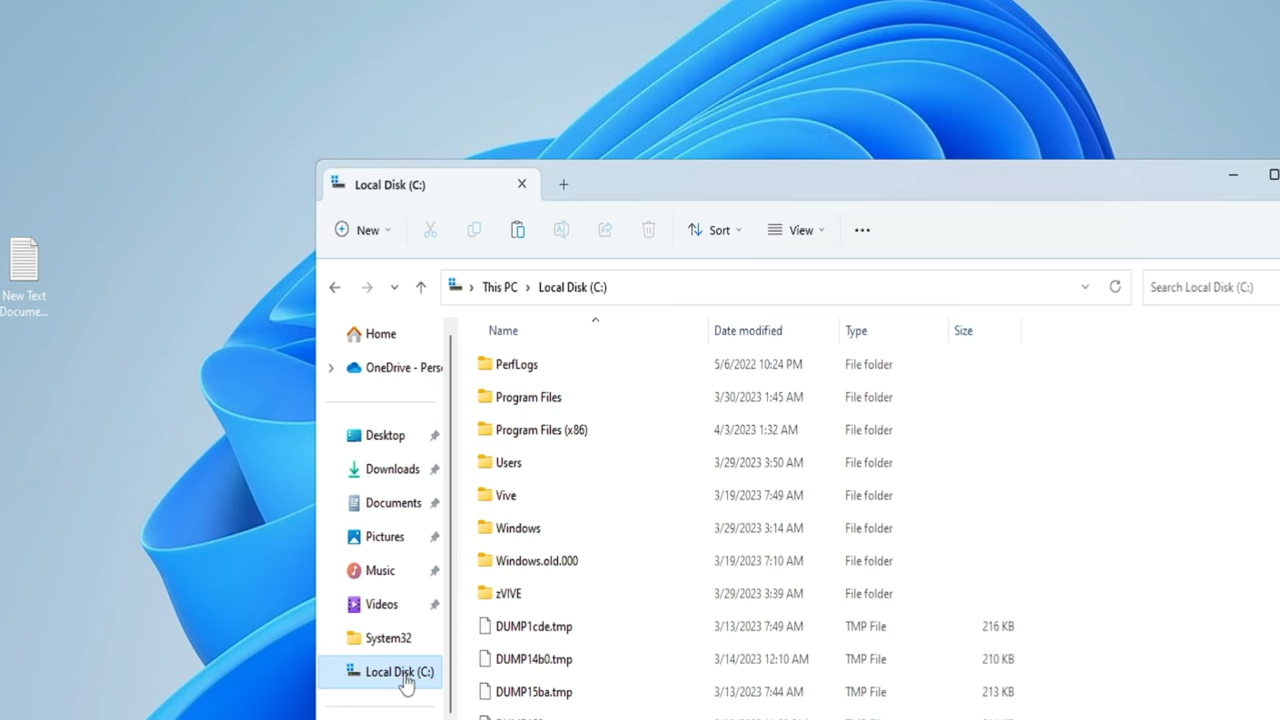 Local Disk (C:)
New
Sort
View
This PC
Local Disk (C:)
Search Local Disk (C:)
New Text
Docume...
Home
OneDrive - Pers
Desktop
Downloads
Documents
Pictures
Music
Videos
System32
Local Disk (C:)
Name Date modified Type Size
PerfLogs 5/6/2022 10:24 PM File folder
Program Files 3/30/2023 1:45 AM File folder
Program Files (x86) 4/3/2023 1:32 AM File folder
Users 3/29/2023 3:50 AM File folder
Vive 3/19/2023 7:49 AM File folder
Windows 3/29/2023 3:14 AM File folder
Windows.old.000 3/19/2023 7:10 AM File folder
zVIVE 3/29/2023 3:39 AM File folder
DUMP1cde.tmp 3/13/2023 7:49 AM TMP File 216 KB
DUMP14b0.tmp 3/14/2023 12:10 AM TMP File 210 KB
DUMP15ba.tmp 3/13/2023 7:44 AM TMP File 213 KB